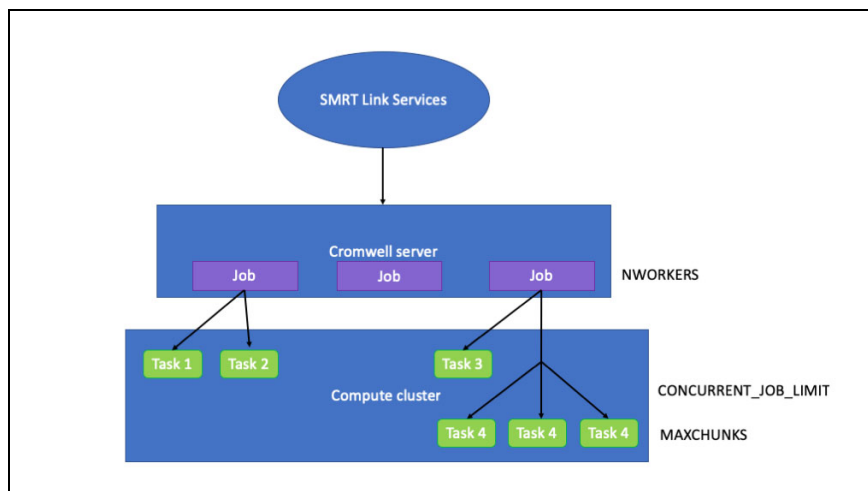 SMRT Link Services
Cromwell server
Job
Job
Job
NWORKERS
Task 1
Task 2
Task 3
Compute cluster
CONCURRENT_JOB_LIMIT
Task 4
Task 4
Task 4
MAXCHUNKS